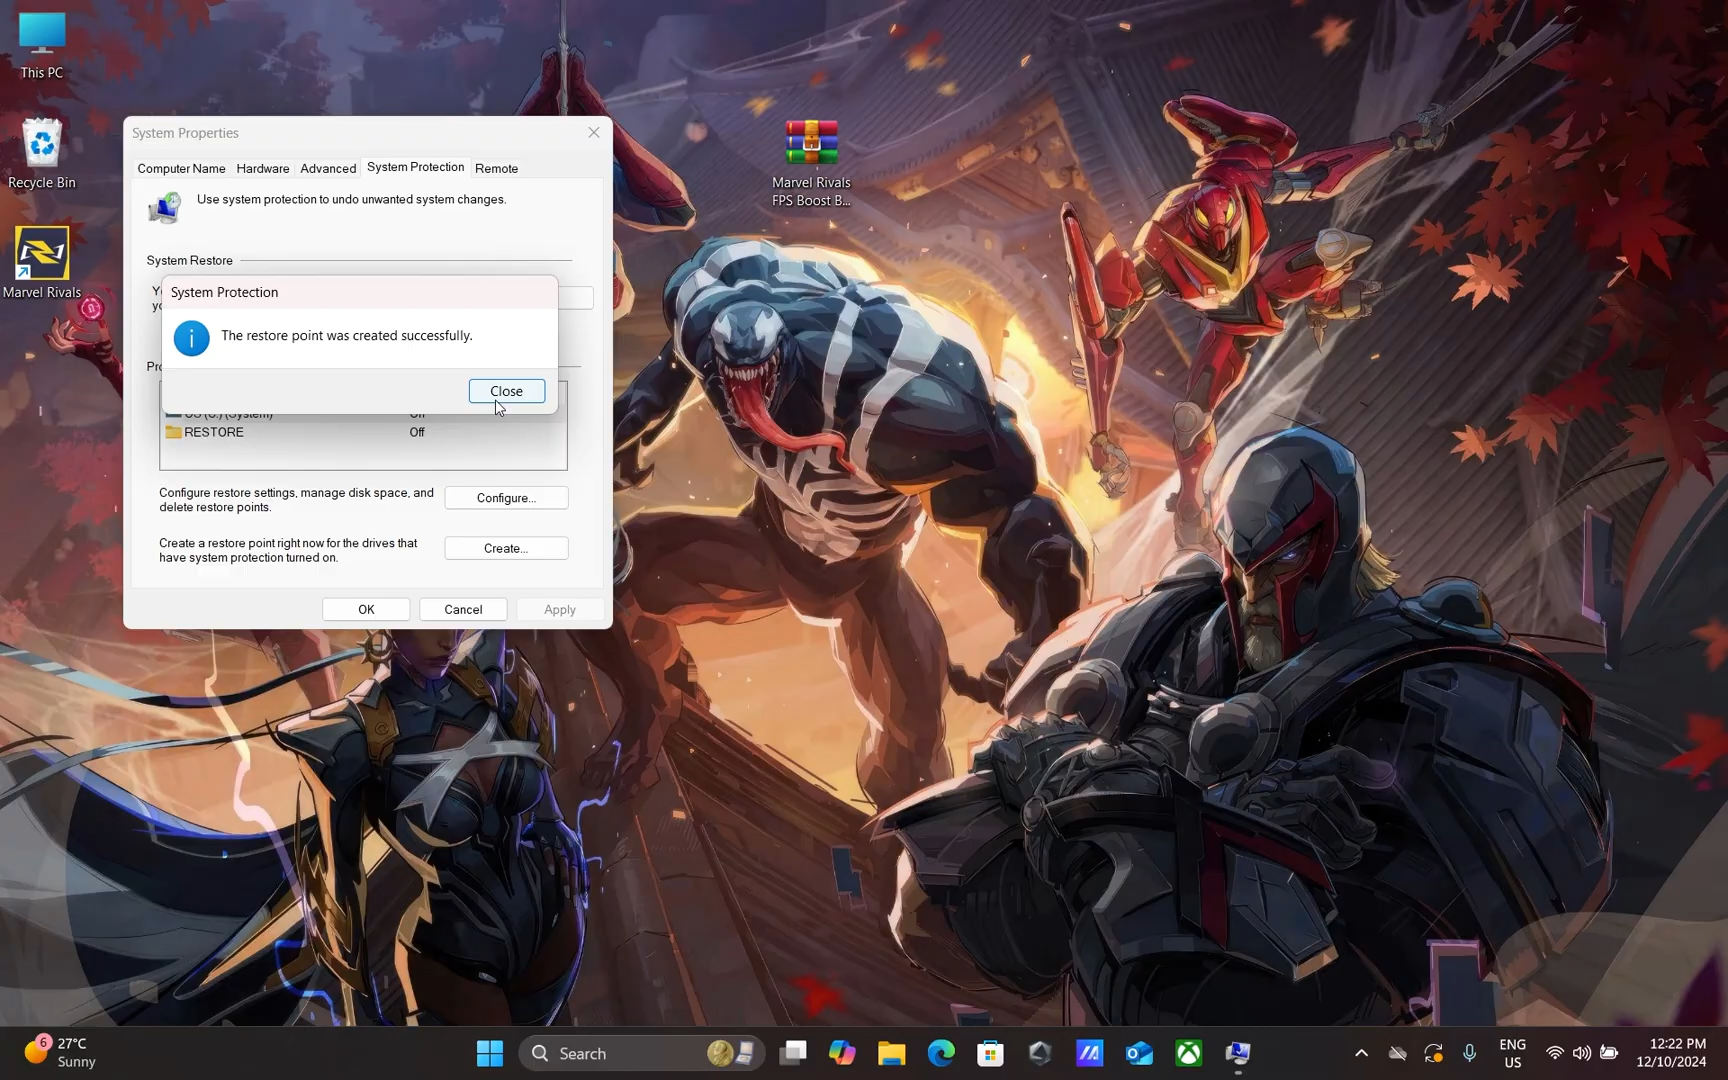 This PC
Recycle Bin
Marvel Rivals
Marvel Rivals
FPS Boost B...
System Properties
Computer Name
Hardware
Advanced
System Protection
Remote
Use system protection to undo unwanted system changes.
System Restore
System Protection
The restore point was created successfully.
Close
OS (C:) (System)
Off
RESTORE
Off
Configure restore settings, manage disk space, and
delete restore points.
Configure...
Create a restore point right now for the drives that
have system protection turned on.
Create...
OK
Cancel
Apply
6
27°C
Sunny
Search
ENG
US
12:22 PM
12/10/2024